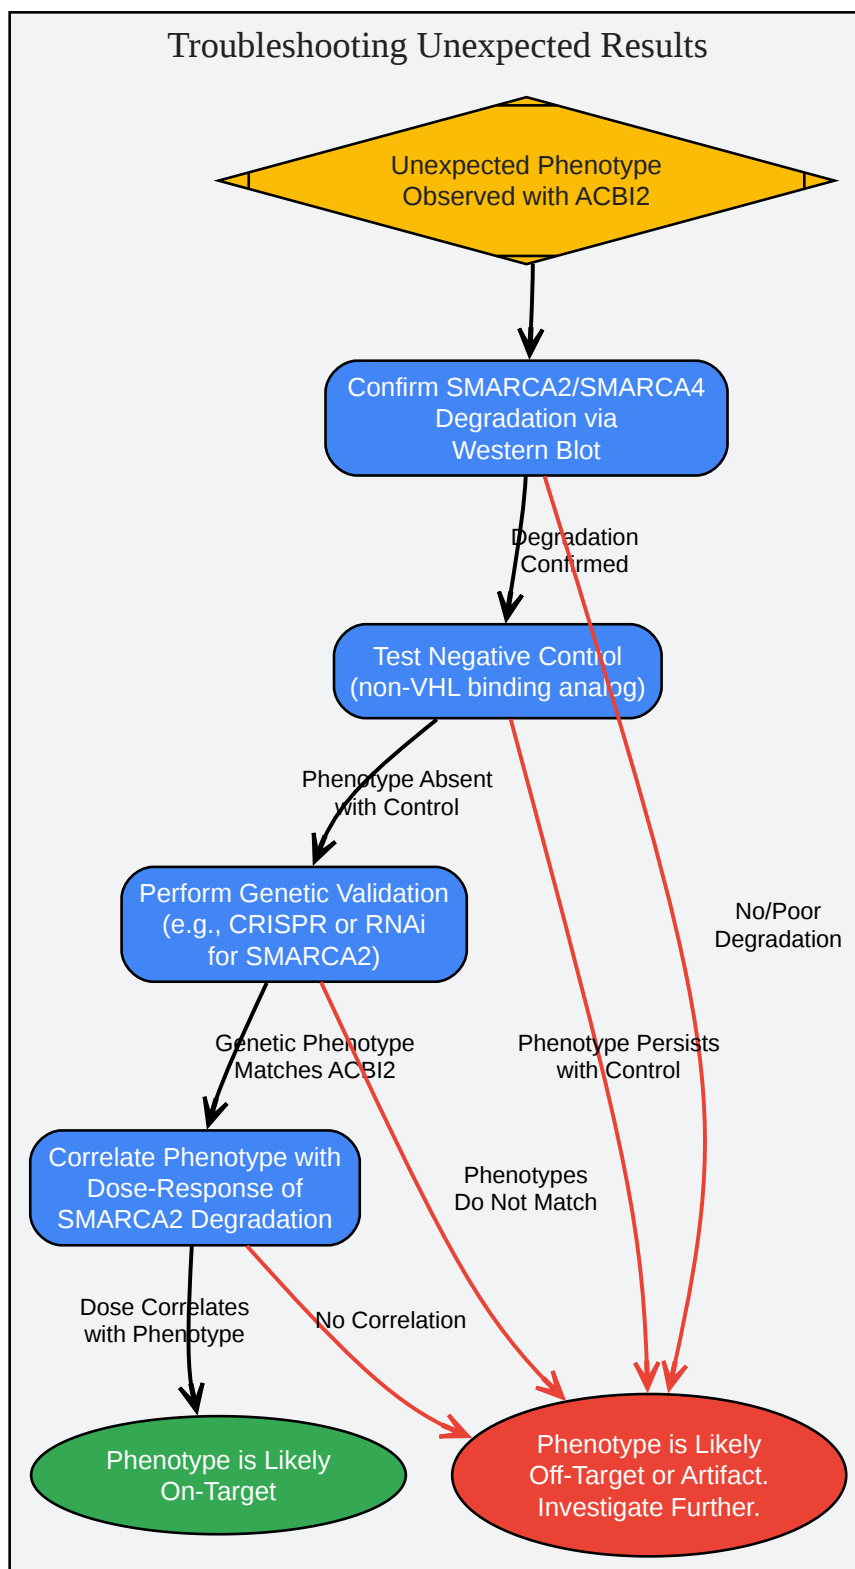 Troubleshooting Unexpected Results
Unexpected Phenotype
Observed with ACBI2
Confirm SMARCA2/SMARCA4
Degradation via
Western Blot
Degradation
Confirmed
Test Negative Control
(non-VHL binding analog)
Phenotype Absent
with Control
Perform Genetic Validation
(e.g., CRISPR or RNAi
for SMARCA2)
No/Poor
Degradation
Genetic Phenotype
Matches ACBI2
Phenotype Persists
with Control
Correlate Phenotype with
Dose-Response of
SMARCA2 Degradation
Phenotypes
Do Not Match
Dose Correlates
with Phenotype
No Correlation
Phenotype is Likely
On-Target
Phenotype is Likely
Off-Target or Artifact.
Investigate Further.